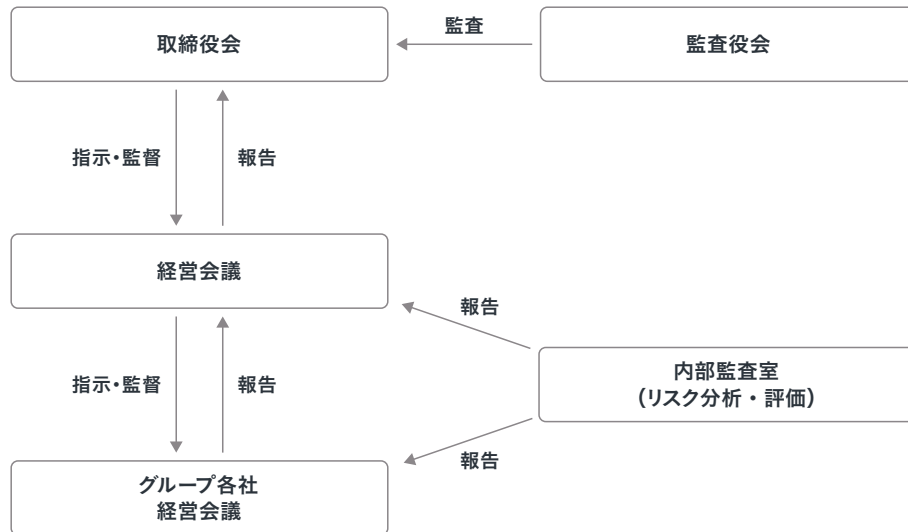 取締役会
監査
監査役会
指示・監督
報告
経営会議
報告
指示・監督
報告
内部監査室
(リスク分析・評価)
報告
グループ各社
経営会議